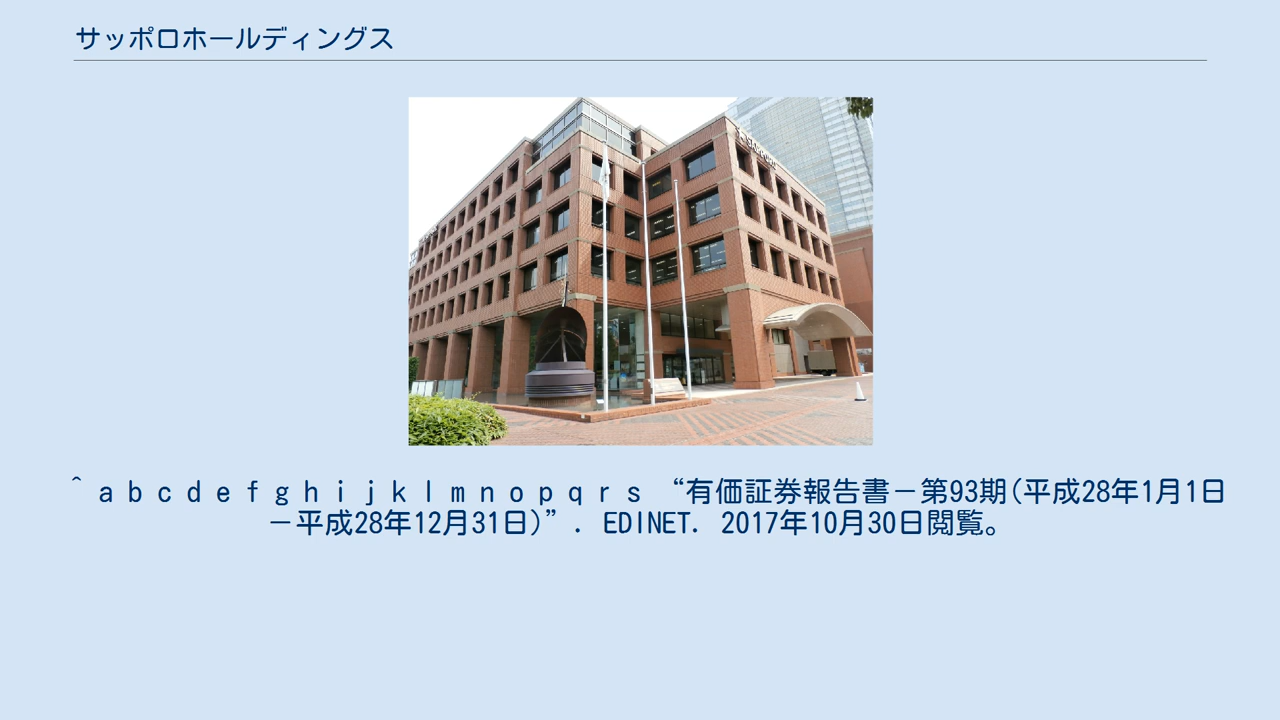 サッポロホールディングス
^ a b c d e f g h i j k l m n o p q r s “有価証券報告書－第93期(平成28年1月1日
－平成28年12月31日)”. EDINET. 2017年10月30日閲覧。